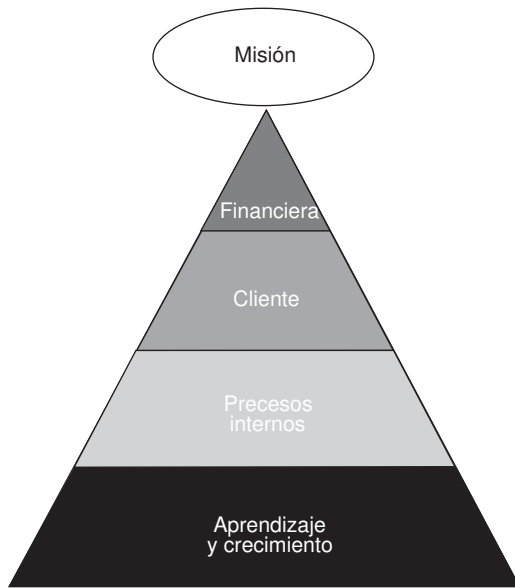 Misión
Financiera
Cliente
Precesos
internos
Aprendizaje
y crecimiento